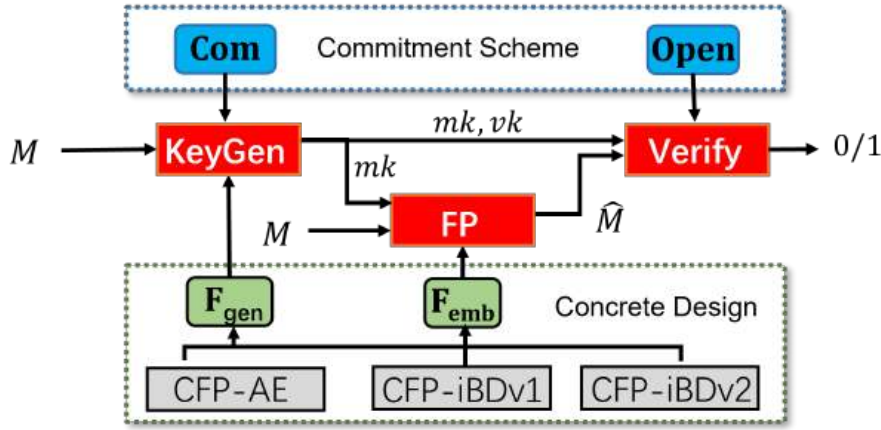 Com Commitment Scheme Open
mk, vk
M KeyGen Verify 0/1
mk
M FP M̂
F_gen F_emb Concrete Design
CFP-AE CFP-iBDv1 CFP-iBDv2